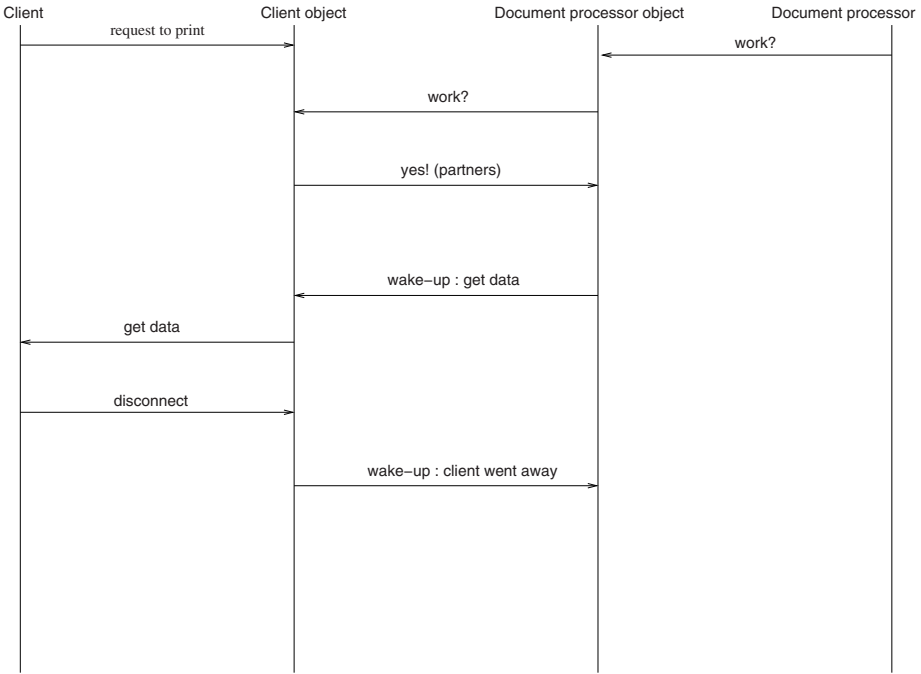 Client
Client object
Document processor object
Document processor
request to print
work?
work?
yes! (partners)
wake−up : get data
get data
disconnect
wake−up : client went away